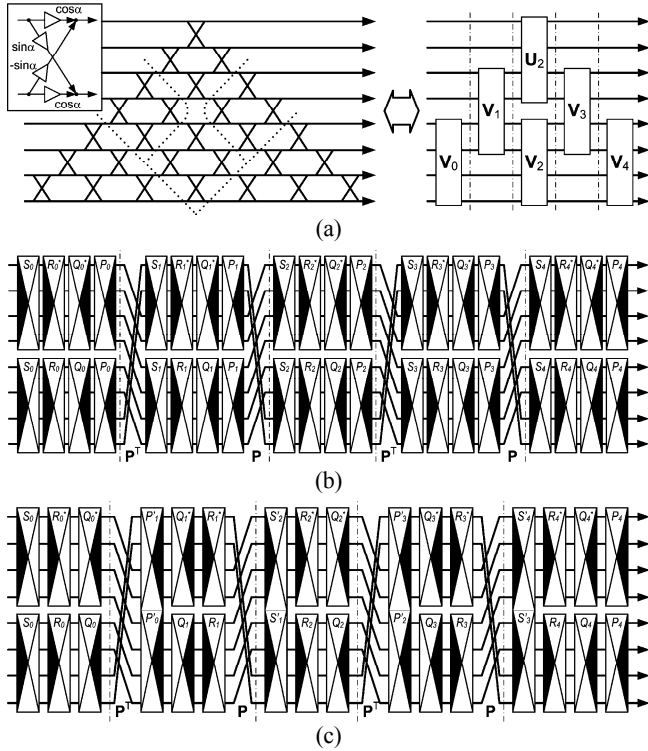 cosα
sinα
-sinα
cosα
U₂
V₁ V₃
V₀ V₂ V₄
(a)
S₀ R₀* Q₀* P₀ S₁ R₁* Q₁* P₁ S₂ R₂* Q₂* P₂ S₃ R₃* Q₃* P₃ S₄ R₄* Q₄* P₄
S₀ R₀ Q₀ P₀ S₁ R₁ Q₁ P₁ S₂ R₂ Q₂ P₂ S₃ R₃ Q₃ P₃ S₄ R₄ Q₄ P₄
Pᵀ P Pᵀ P
(b)
S₀ R₀* Q₀* P'₁ Q₁* R₁* S'₂ R₂* Q₂* P'₃ Q₃* R₃* S'₄ R₄* Q₄* P₄
S₀ R₀ Q₀ P'₀ Q₁ R₁ S'₁ R₂ Q₂ P'₂ Q₃ R₃ S'₃ R₄ Q₄ P₄
Pᵀ P Pᵀ P
(c)